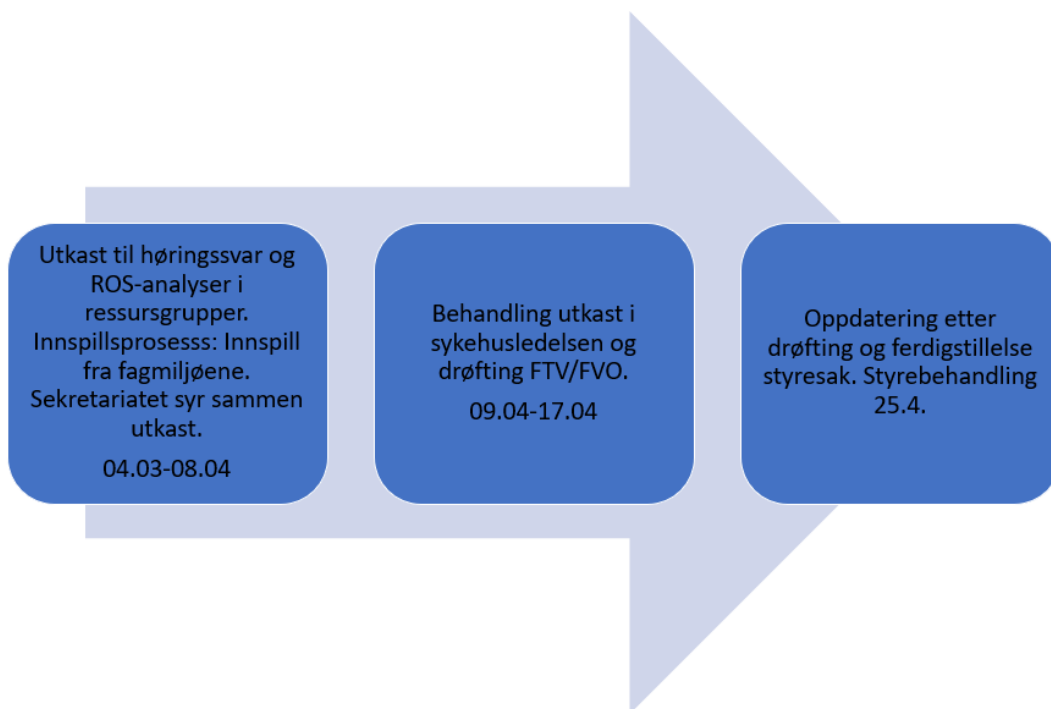 Utkast til høringssvar og
ROS-analyser i
ressursgrupper.
Innspillsprosesss: Innspill
fra fagmiljøene.
Sekretariatet syr sammen
utkast.
04.03-08.04
Behandling utkast i
sykehusledelsen og
drøfting FTV/FVO.
09.04-17.04
Oppdatering etter
drøfting og ferdigstillelse
styresak. Styrebehandling
25.4.